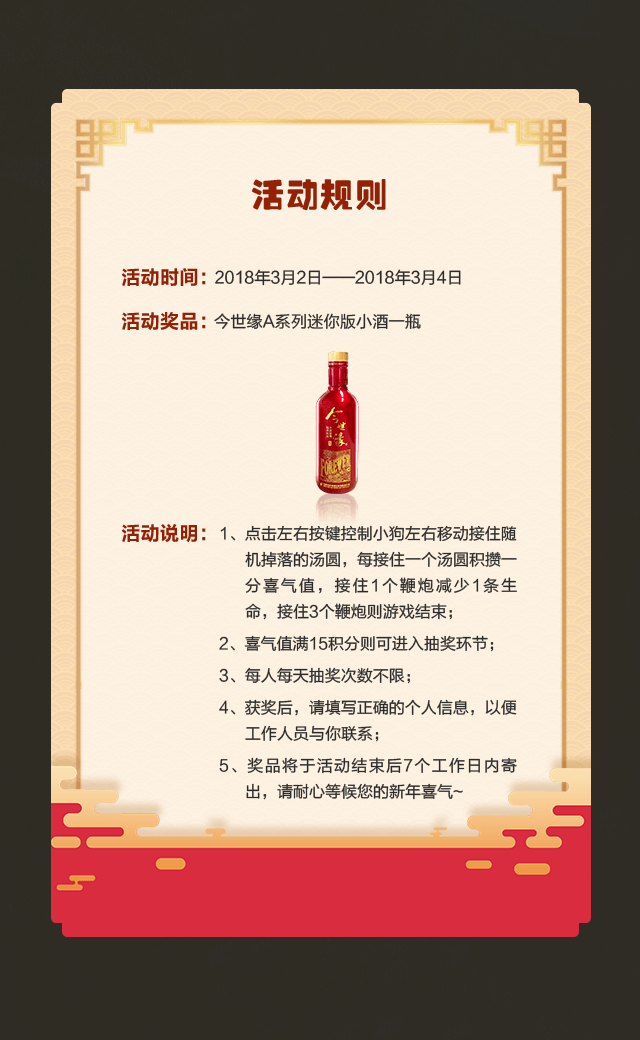 活动规则
活动时间：2018年3月2日——2018年3月4日
活动奖品：今世缘A系列迷你版小酒一瓶
今世缘
FOREVER
活动说明：1、点击左右按键控制小狗左右移动接住随
机掉落的汤圆，每接住一个汤圆积攒一
分喜气值，接住1个鞭炮减少1条生
命，接住3个鞭炮则游戏结束；
2、喜气值满15积分则可进入抽奖环节；
3、每人每天抽奖次数不限；
4、获奖后，请填写正确的个人信息，以便
工作人员与你联系；
5、奖品将于活动结束后7个工作日内寄
出，请耐心等候您的新年喜气~